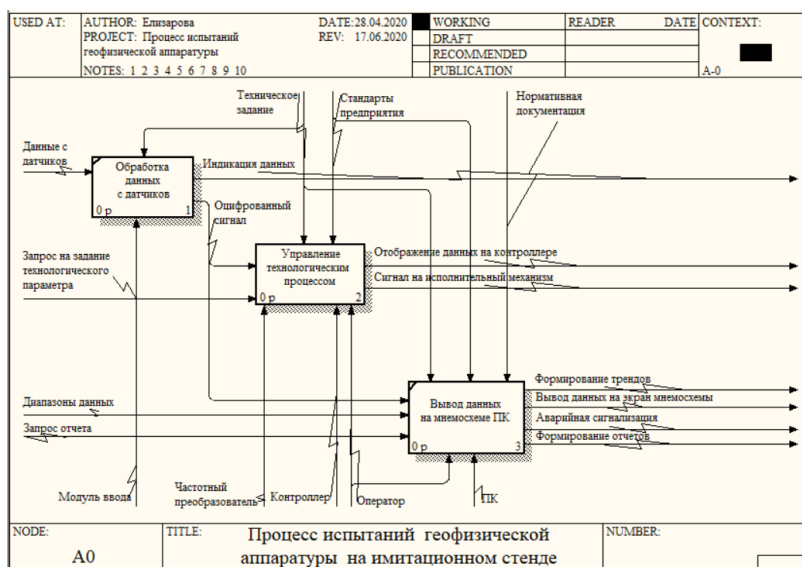 USED AT:
AUTHOR: Елизарова
DATE: 28.04.2020
PROJECT: Процесс испытаний
геофизической
аппаратуры
REV: 17.06.2020
NOTES: 1 2 3 4 5 6 7 8 9 10
WORKING
DRAFT
RECOMMENDED
PUBLICATION
READER
DATE
CONTEXT:
A-0
Техническое
задание
Стандарты
предприятия
Нормативная
документация
Данные с
датчиков
Обработка
данных
с датчиков
0 р
1
Индикация данных
Оцифрованный
сигнал
Запрос на задание
технологического
параметра
Управление
технологическим
процессом
0 р
2
Отображение данных на контроллере
Сигнал на исполнительный механизм
Диапазоны данных
Запрос отчета
Вывод данных
на мнемосхеме ПК
0 р
3
Формирование трендов
Вывод данных на экран мнемосхемы
Аварийная сигнализация
Формирование отчетов
Модуль ввода
Частотный
преобразователь
Контроллер
Оператор
ПК
NODE:
A0
TITLE:
Процесс испытаний геофизической
аппаратуры на имитационном стенде
NUMBER: